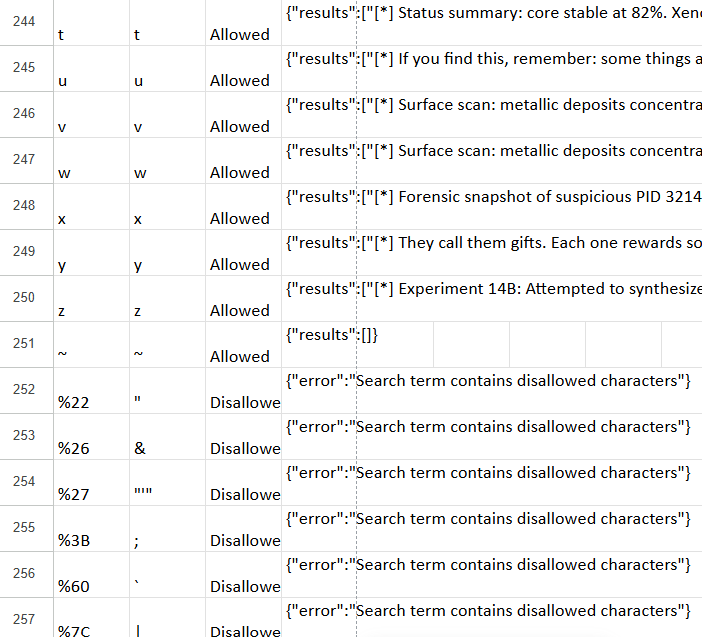 244 t t Allowed {"results":["[*] Status summary: core stable at 82%.
245 u u Allowed {"results":["[*] If you find this, remember: some things
246 v v Allowed {"results":["[*] Surface scan: metallic deposits
247 w w Allowed {"results":["[*] Surface scan: metallic deposits
248 x x Allowed {"results":["[*] Forensic snapshot of suspicious PID 3214
249 y y Allowed {"results":["[*] They call them gifts. Each one rewards
250 z z Allowed {"results":["[*] Experiment 14B: Attempted to
251 ~ ~ Allowed {"results":[]}
252 %22 " Disallowe {"error":"Search term contains disallowed characters"}
253 %26 & Disallowe {"error":"Search term contains disallowed characters"}
254 %27 "'" Disallowe {"error":"Search term contains disallowed characters"}
255 %3B ; Disallowe {"error":"Search term contains disallowed characters"}
256 %60 ` Disallowe {"error":"Search term contains disallowed characters"}
257 %7C | Disallowe {"error":"Search term contains disallowed characters"}